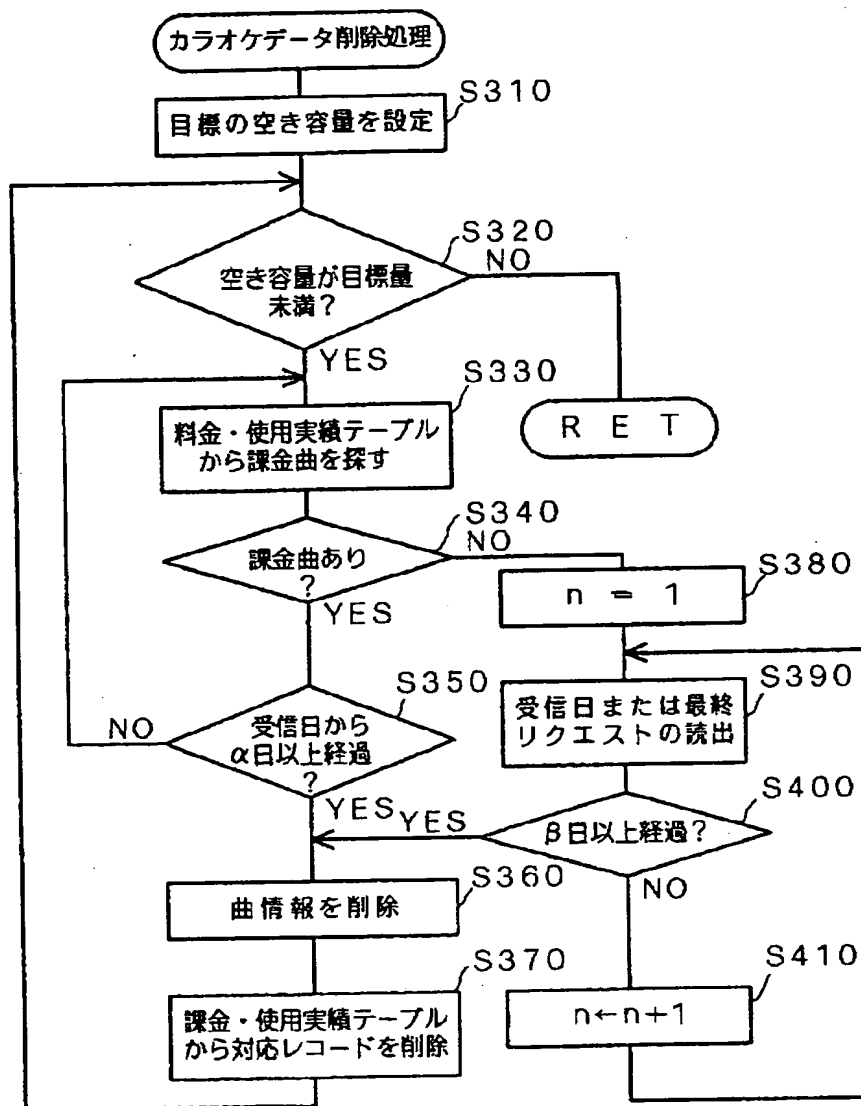 カラオケデータ削除処理
S310
目標の空き容量を設定
S320
空き容量が目標量
未満？
NO
YES
RET
S330
料金・使用実績テーブル
から課金曲を探す
S340
課金曲あり
？
NO
YES
S380
n = 1
S350
受信日から
α日以上経過
？
NO
YES
S390
受信日または最終
リクエストの読出
S400
β日以上経過？
YES
NO
S360
曲情報を削除
S370
課金・使用実績テーブル
から対応レコードを削除
S410
n←n+1